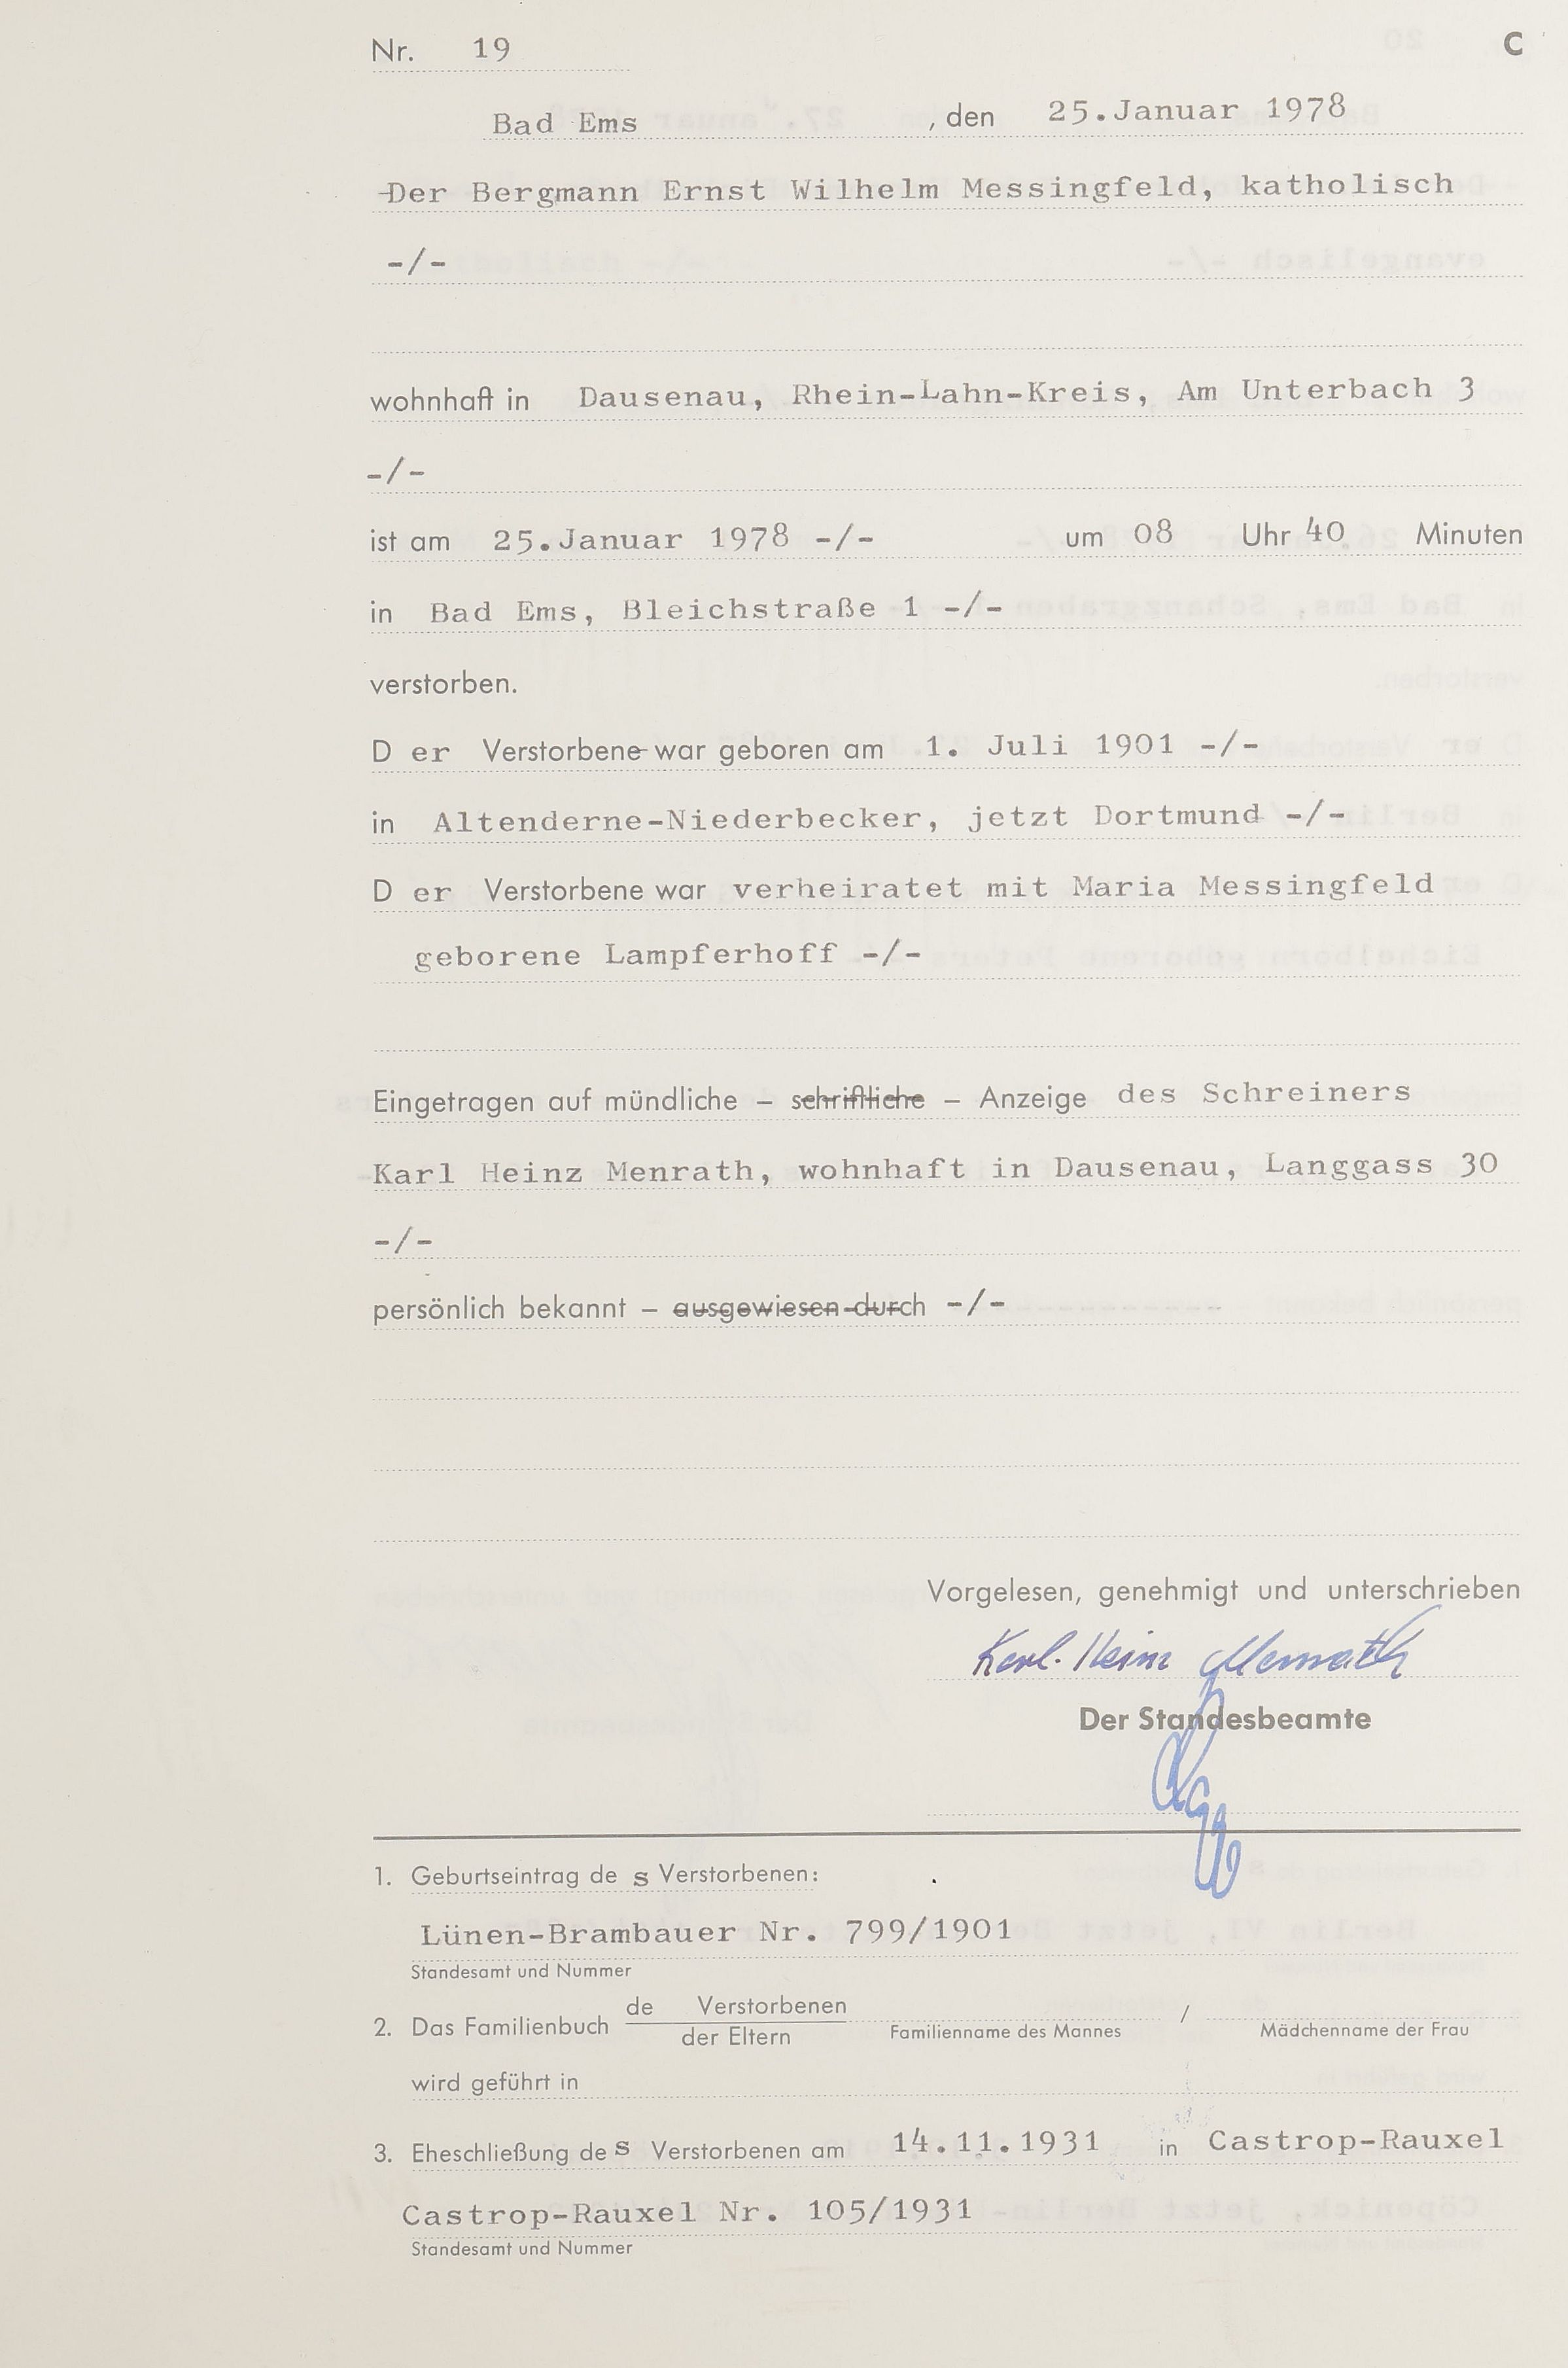 Nr. 19 C
Bad Ems , den 25.Januar 1978
Der Bergmann Ernst Wilhelm Messingfeld, katholisch
-/-
wohnhaft in Dausenau, Rhein-Lahn-Kreis, Am Unterbach 3
-/-
ist am 25.Januar 1978 -/- um 08 Uhr 40 Minuten
in Bad Ems, Bleichstraße 1 -/-
verstorben.
D er Verstorbene war geboren am 1. Juli 1901 -/-
in Altenderne-Niederbecker, jetzt Dortmund -/-
D er Verstorbene war verheiratet mit Maria Messingfeld
geborene Lampferhoff -/-
Eingetragen auf mündliche – schriftliche – Anzeige des Schreiners
Karl Heinz Menrath, wohnhaft in Dausenau, Langgass 30
-/-
persönlich bekannt – ausgewiesen durch -/-
Vorgelesen, genehmigt und unterschrieben
Karl-Heinz Menrath
Der Standesbeamte
1. Geburtseintrag de s Verstorbenen:
Lünen-Brambauer Nr. 799/1901
Standesamt und Nummer
2. Das Familienbuch de Verstorbenen / der Eltern
Familienname des Mannes / Mädchenname der Frau
wird geführt in
3. Eheschließung de s Verstorbenen am 14.11.1931 in Castrop-Rauxel
Castrop-Rauxel Nr. 105/1931
Standesamt und Nummer